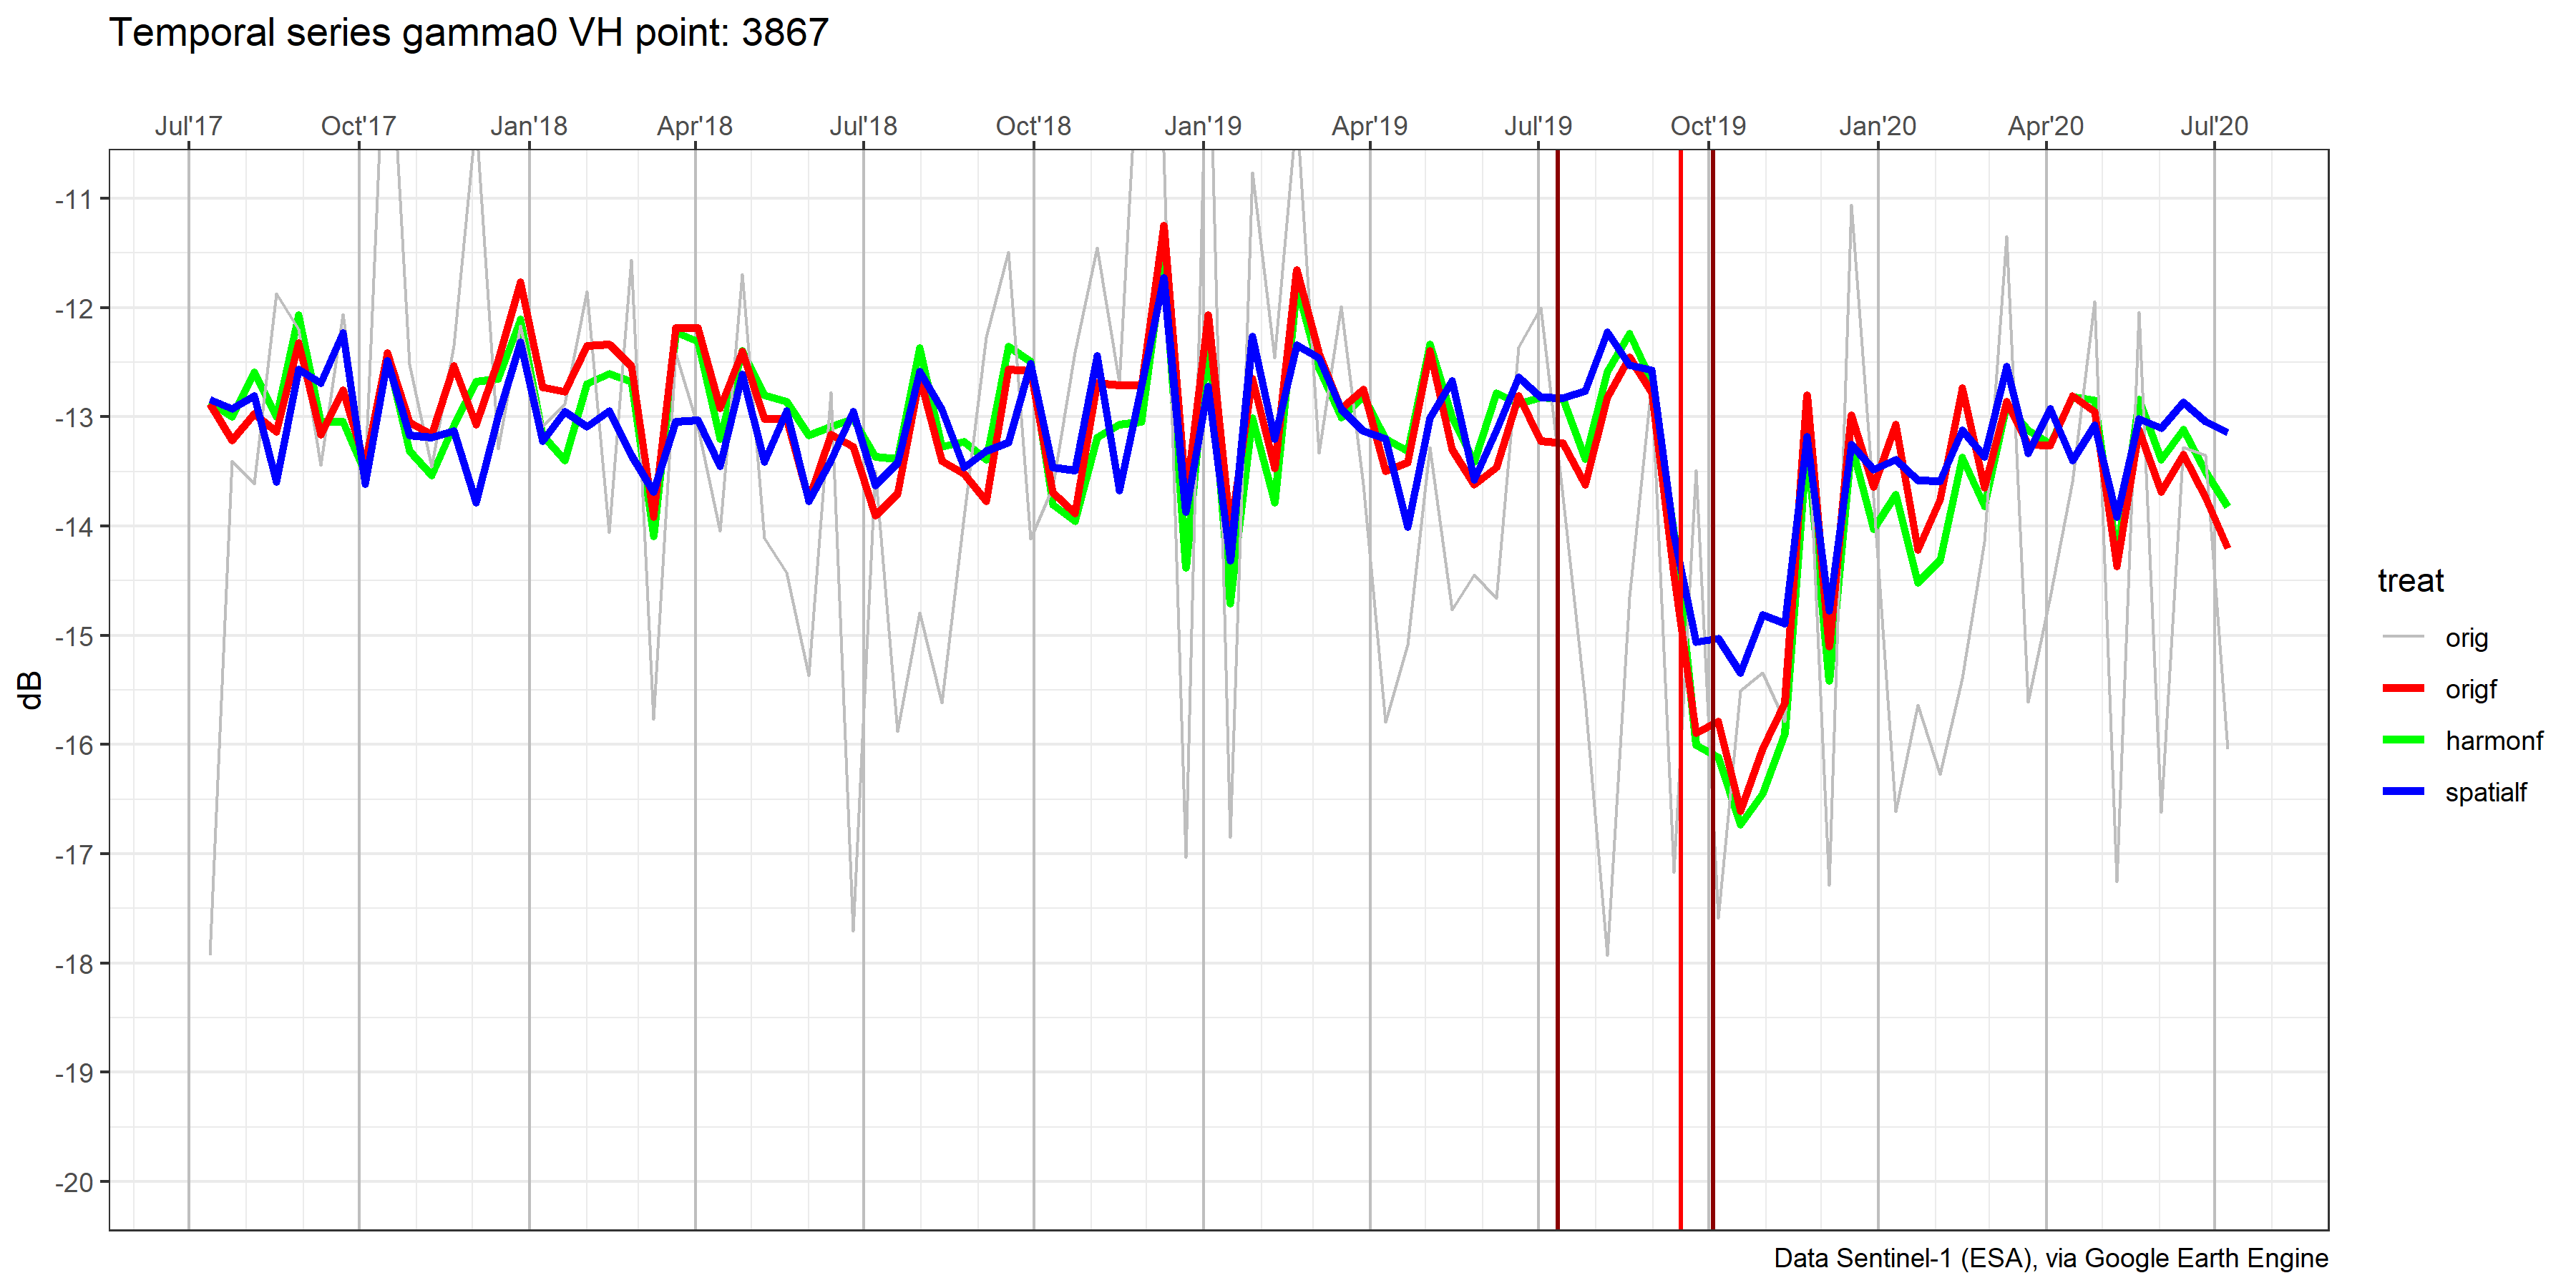 Temporal series gamma0 VH point: 3867
Jul'17 Oct'17 Jan'18 Apr'18 Jul'18 Oct'18 Jan'19 Apr'19 Jul'19 Oct'19 Jan'20 Apr'20 Jul'20
-11
-12
-13
-14
-15
-16
-17
-18
-19
-20
dB
treat
orig
origf
harmonf
spatialf
Data Sentinel-1 (ESA), via Google Earth Engine